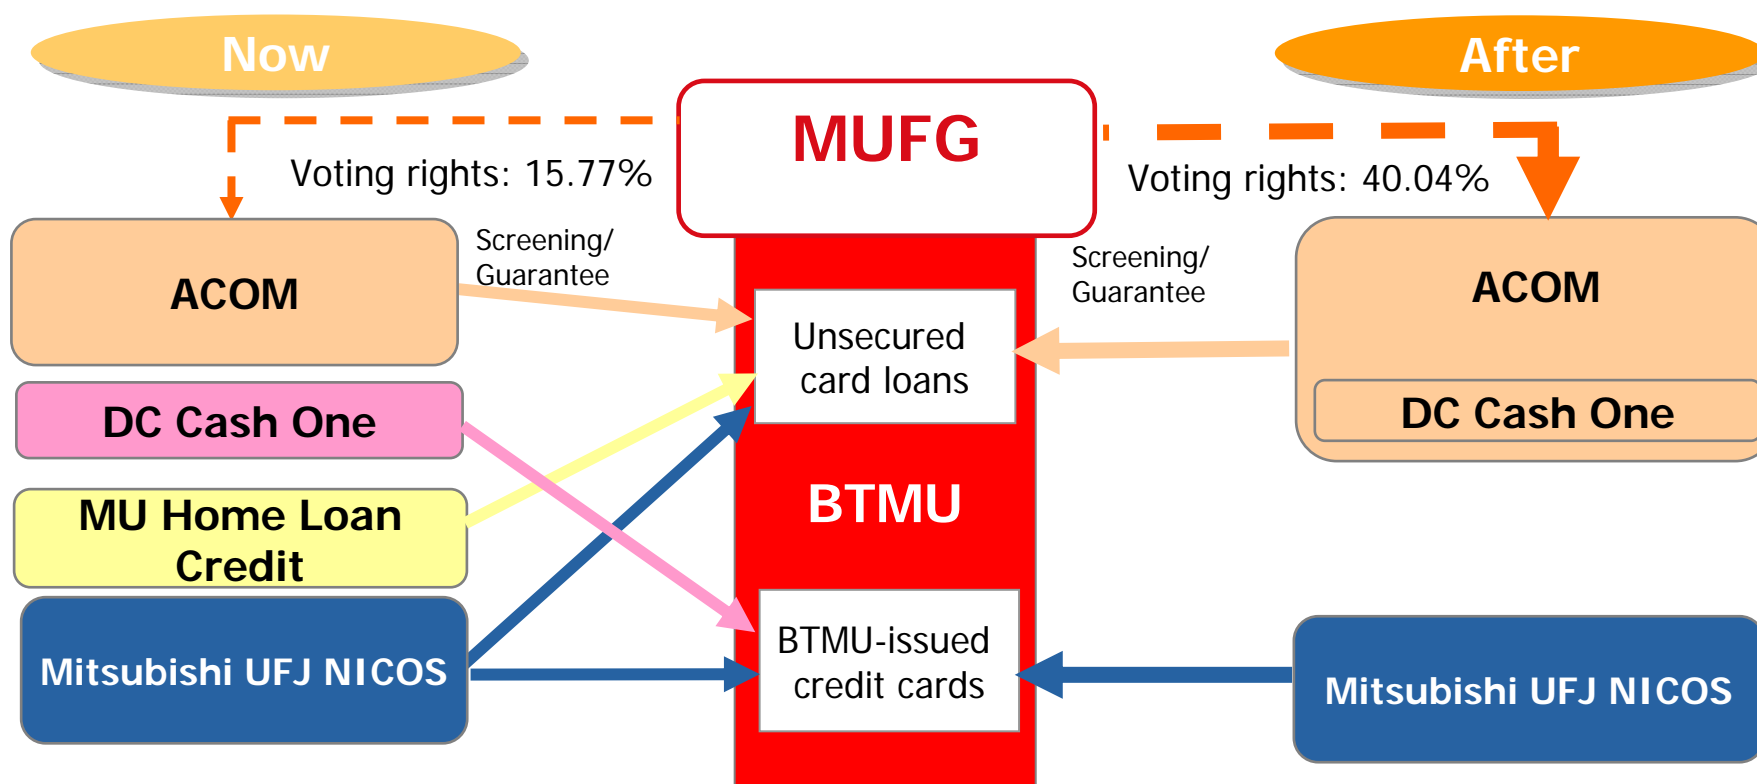 Now
After
MUFG
Voting rights: 15.77%
Voting rights: 40.04%
Screening/
Guarantee
Screening/
Guarantee
ACOM
ACOM
Unsecured
card loans
DC Cash One
DC Cash One
MU Home Loan
Credit
BTMU
Mitsubishi UFJ NICOS
BTMU-issued
credit cards
Mitsubishi UFJ NICOS